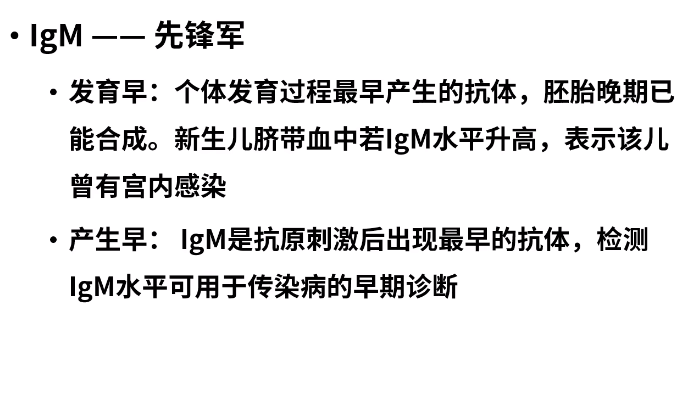 • IgM —— 先锋军
• 发育早：个体发育过程最早产生的抗体，胚胎晚期已
能合成。新生儿脐带血中若IgM水平升高，表示该儿
曾有宫内感染
• 产生早： IgM是抗原刺激后出现最早的抗体，检测
IgM水平可用于传染病的早期诊断